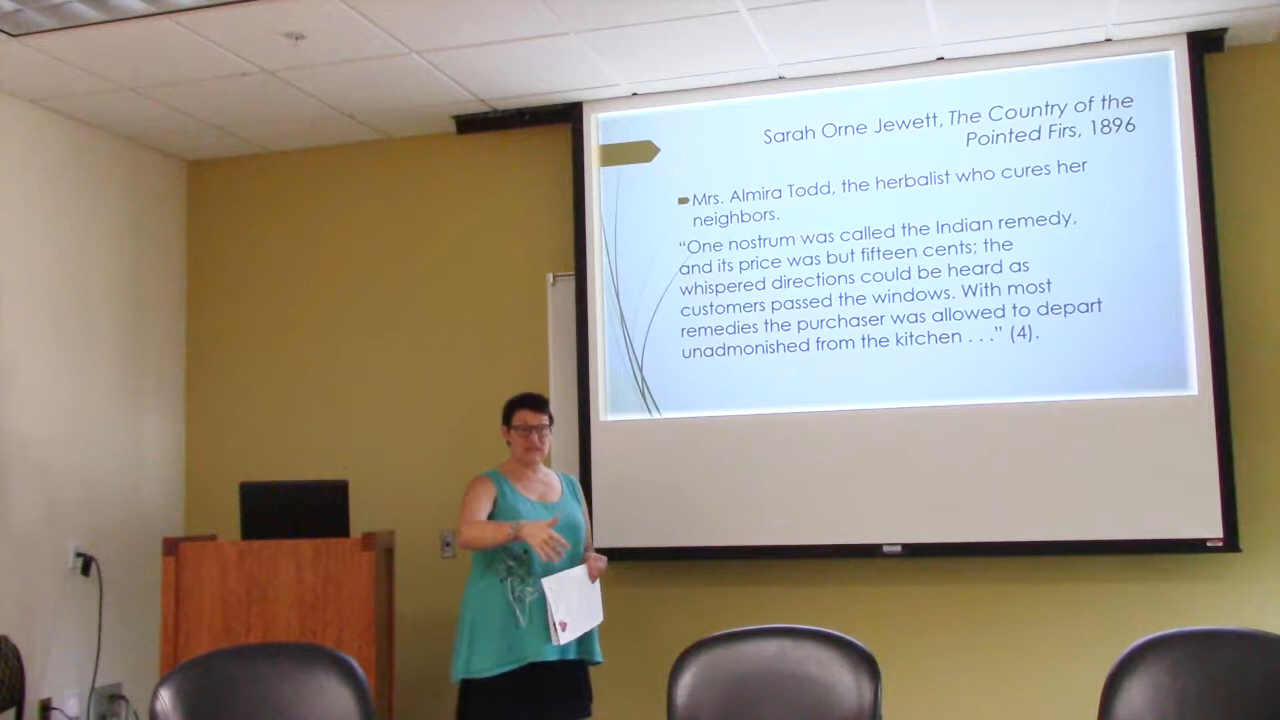 Sarah Orne Jewett, The Country of the
Pointed Firs, 1896
Mrs. Almira Todd, the herbalist who cures her
neighbors.
“One nostrum was called the Indian remedy,
and its price was but fifteen cents; the
whispered directions could be heard as
customers passed the windows. With most
remedies the purchaser was allowed to depart
unadmonished from the kitchen . . .” (4).